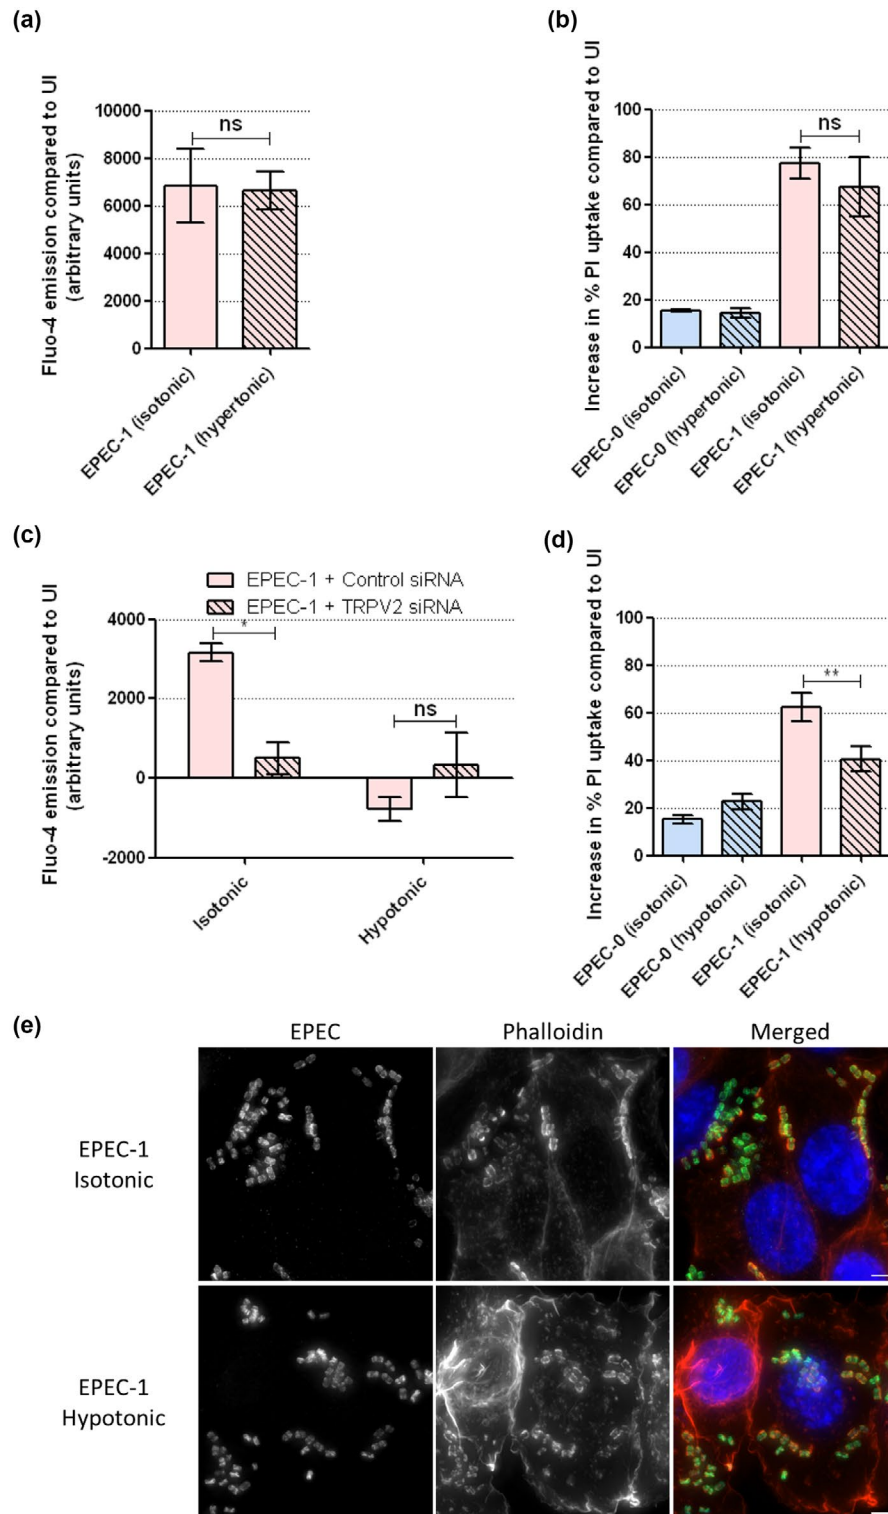 (a)
Fluo-4 emission compared to UI
(arbitrary units)
10000
8000
6000
4000
2000
0
ns
EPEC-1 (isotonic)
EPEC-1 (hypertonic)
(b)
Increase in % PI uptake compared to UI
100
80
60
40
20
0
ns
EPEC-0 (isotonic)
EPEC-0 (hypertonic)
EPEC-1 (isotonic)
EPEC-1 (hypertonic)
(c)
Fluo-4 emission compared to UI
(arbitrary units)
EPEC-1 + Control siRNA
EPEC-1 + TRPV2 siRNA
4000
2000
0
-2000
*
ns
Isotonic
Hypotonic
(d)
Increase in % PI uptake compared to UI
100
80
60
40
20
0
**
EPEC-0 (isotonic)
EPEC-0 (hypotonic)
EPEC-1 (isotonic)
EPEC-1 (hypotonic)
(e)
EPEC
Phalloidin
Merged
EPEC-1
Isotonic
EPEC-1
Hypotonic